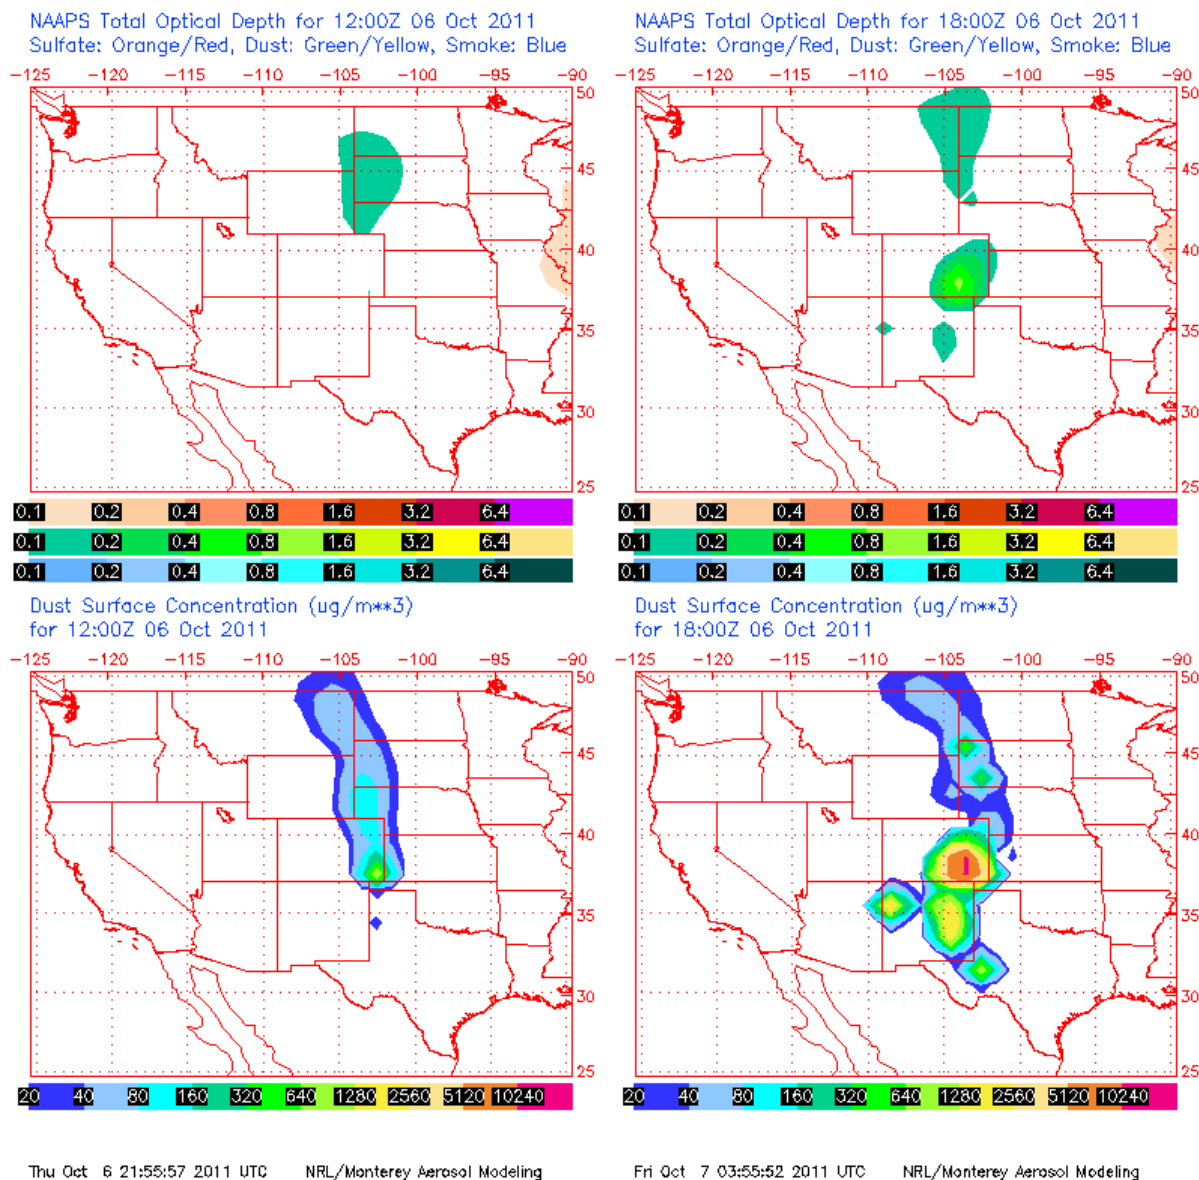 NAAPS Total Optical Depth for 12:00Z 06 Oct 2011
Sulfate: Orange/Red, Dust: Green/Yellow, Smoke: Blue
-125 -120 -115 -110 -105 -100 -95 -90
50
45
40
35
30
25
0.1 0.2 0.4 0.8 1.6 3.2 6.4
0.1 0.2 0.4 0.8 1.6 3.2 6.4
0.1 0.2 0.4 0.8 1.6 3.2 6.4
NAAPS Total Optical Depth for 18:00Z 06 Oct 2011
Sulfate: Orange/Red, Dust: Green/Yellow, Smoke: Blue
-125 -120 -115 -110 -105 -100 -95 -90
50
45
40
35
30
25
0.1 0.2 0.4 0.8 1.6 3.2 6.4
0.1 0.2 0.4 0.8 1.6 3.2 6.4
0.1 0.2 0.4 0.8 1.6 3.2 6.4
Dust Surface Concentration (ug/m**3)
for 12:00Z 06 Oct 2011
-125 -120 -115 -110 -105 -100 -95 -90
50
45
40
35
30
25
20 40 80 160 320 640 1280 2560 5120 10240
Dust Surface Concentration (ug/m**3)
for 18:00Z 06 Oct 2011
-125 -120 -115 -110 -105 -100 -95 -90
50
45
40
35
30
25
20 40 80 160 320 640 1280 2560 5120 10240
Thu Oct 6 21:55:57 2011 UTC NRL/Monterey Aerosol Modeling
Fri Oct 7 03:55:52 2011 UTC NRL/Monterey Aerosol Modeling